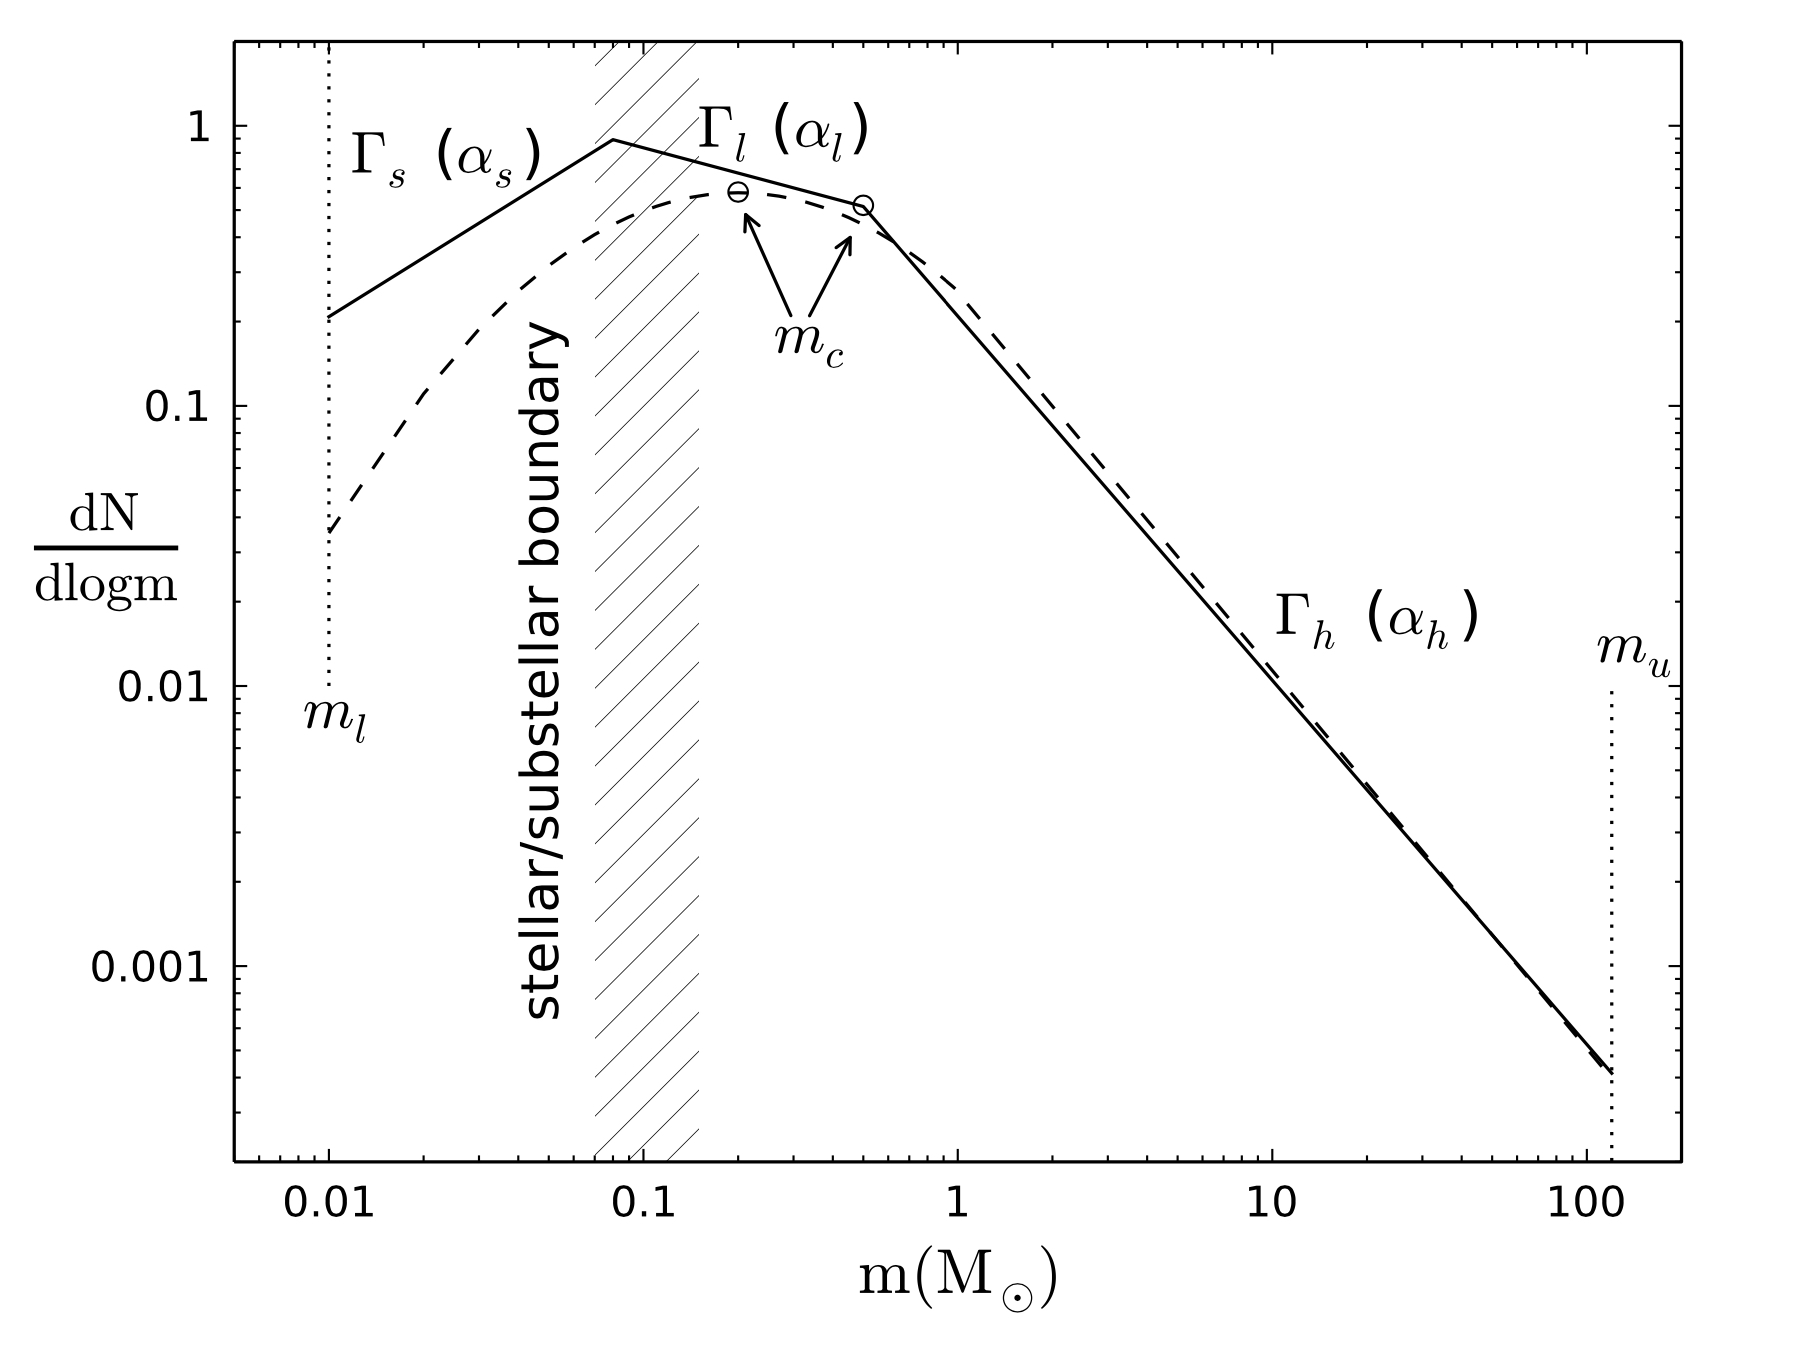 Γs (αs)
Γl (αl)
1
mc
0.1
dN
dlogm
stellar/substellar boundary
Γh (αh)
mu
0.01
ml
0.001
0.01 0.1 1 10 100
m(M⊙)